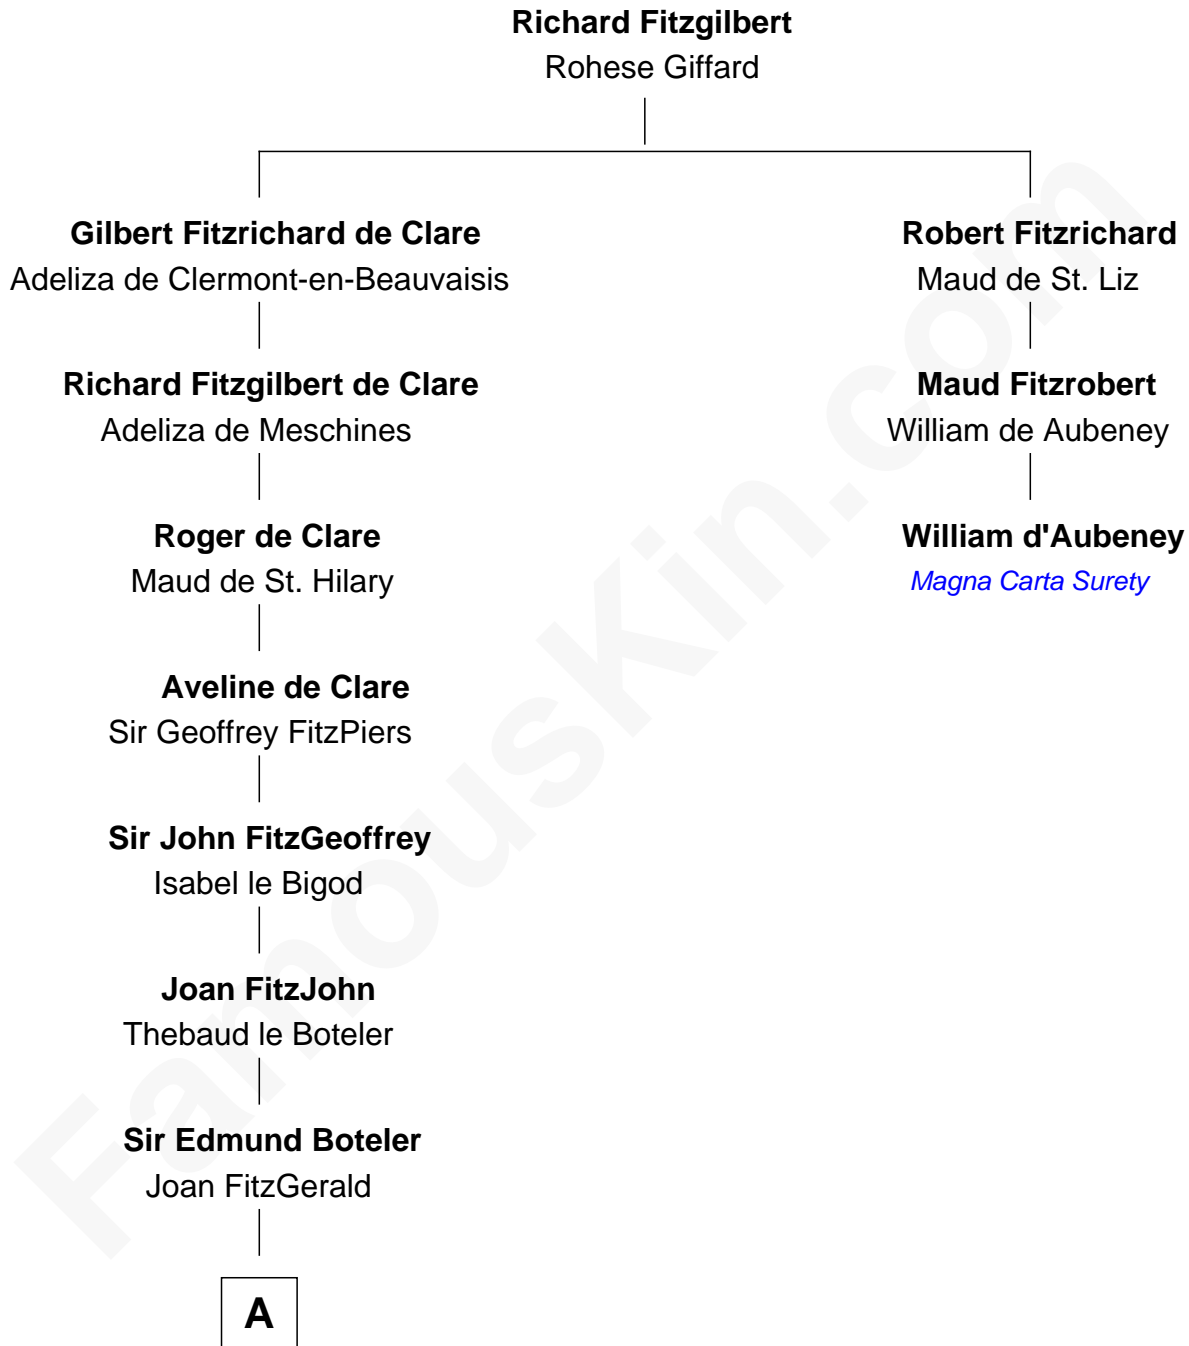 Richard Fitzgilbert
Rohese Giffard
Gilbert Fitzrichard de Clare
Adeliza de Clermont-en-Beauvaisis
Robert Fitzrichard
Maud de St. Liz
Richard Fitzgilbert de Clare
Adeliza de Meschines
Maud Fitzrobert
William de Aubeney
Roger de Clare
Maud de St. Hilary
William d'Aubeney
Magna Carta Surety
Aveline de Clare
Sir Geoffrey FitzPiers
Sir John FitzGeoffrey
Isabel le Bigod
Joan FitzJohn
Thebaud le Boteler
Sir Edmund Boteler
Joan FitzGerald
A
FamousKin.com